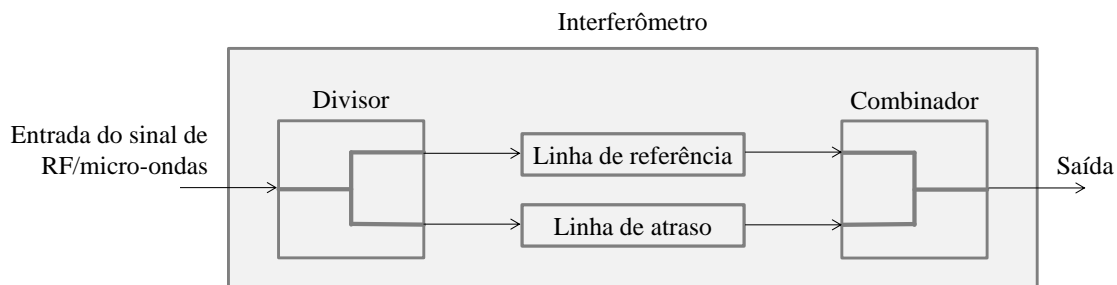 Interferômetro
Divisor
Combinador
Entrada do sinal de
RF/micro-ondas
Linha de referência
Saída
Linha de atraso